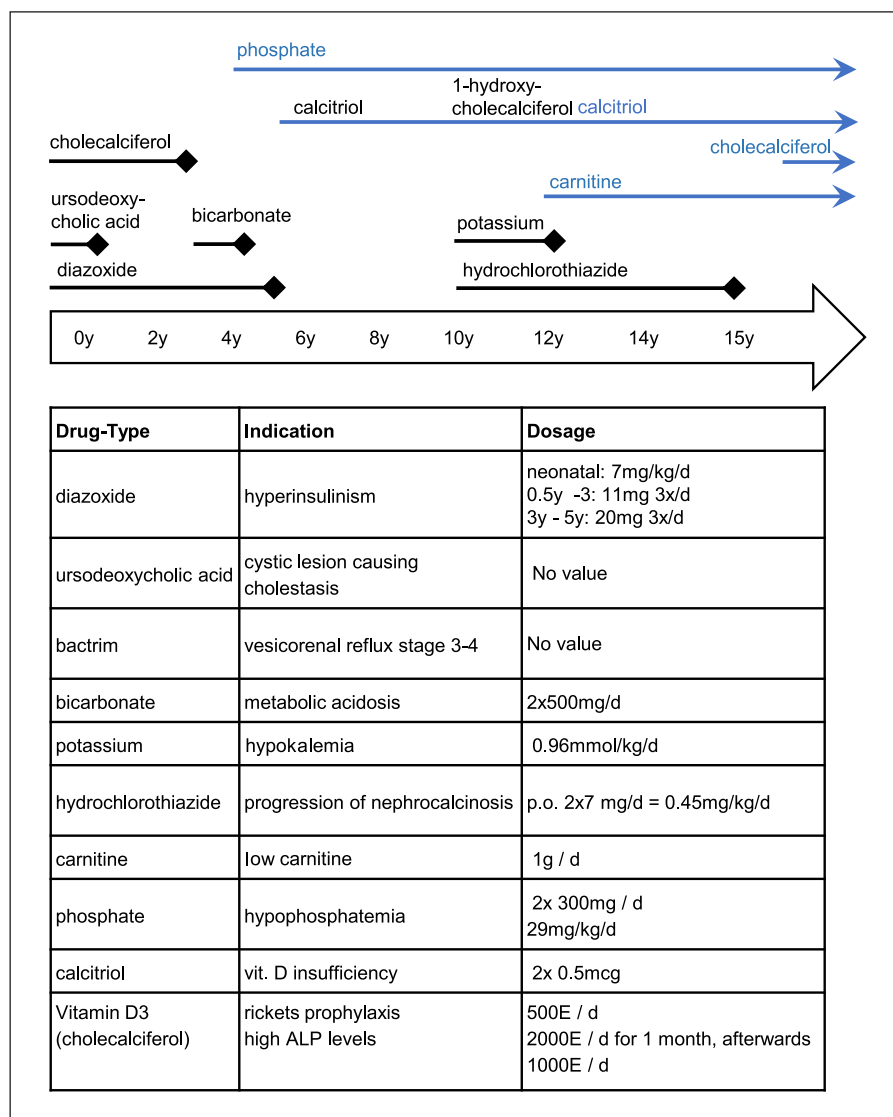 phosphate
calcitriol
1-hydroxy-
cholecalciferol calcitriol
cholecalciferol
cholecalciferol
carnitine
ursodeoxy-
cholic acid
bicarbonate
potassium
diazoxide
hydrochlorothiazide
0y 2y 4y 6y 8y 10y 12y 14y 15y
Drug-Type Indication Dosage
diazoxide hyperinsulinism
neonatal: 7mg/kg/d
0.5y -3: 11mg 3x/d
3y - 5y: 20mg 3x/d
ursodeoxycholic acid
cystic lesion causing
cholestasis
No value
bactrim vesicorenal reflux stage 3-4 No value
bicarbonate metabolic acidosis 2x500mg/d
potassium hypokalemia 0.96mmol/kg/d
hydrochlorothiazide progression of nephrocalcinosis p.o. 2x7 mg/d = 0.45mg/kg/d
carnitine low carnitine 1g / d
phosphate hypophosphatemia
2x 300mg / d
29mg/kg/d
calcitriol vit. D insufficiency 2x 0.5mcg
Vitamin D3 rickets prophylaxis 500E / d
(cholecalciferol) high ALP levels 2000E / d for 1 month, afterwards
1000E / d